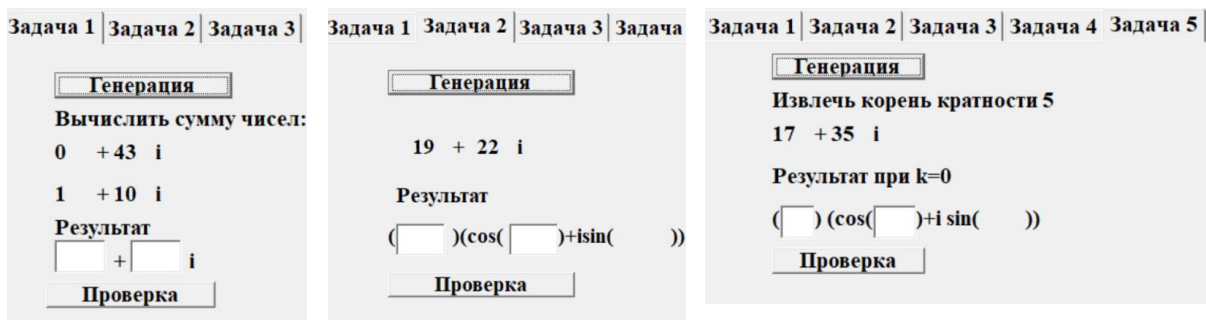 Задача 1 Задача 2 Задача 3
Генерация
Вычислить сумму чисел:
0 + 43 i
1 + 10 i
Результат
+ i
Проверка
Задача 1 Задача 2 Задача 3 Задача
Генерация
19 + 22 i
Результат
( )(cos( )+isin( ))
Проверка
Задача 1 Задача 2 Задача 3 Задача 4 Задача 5
Генерация
Извлечь корень кратности 5
17 + 35 i
Результат при k=0
( ) (cos( )+i sin( ))
Проверка